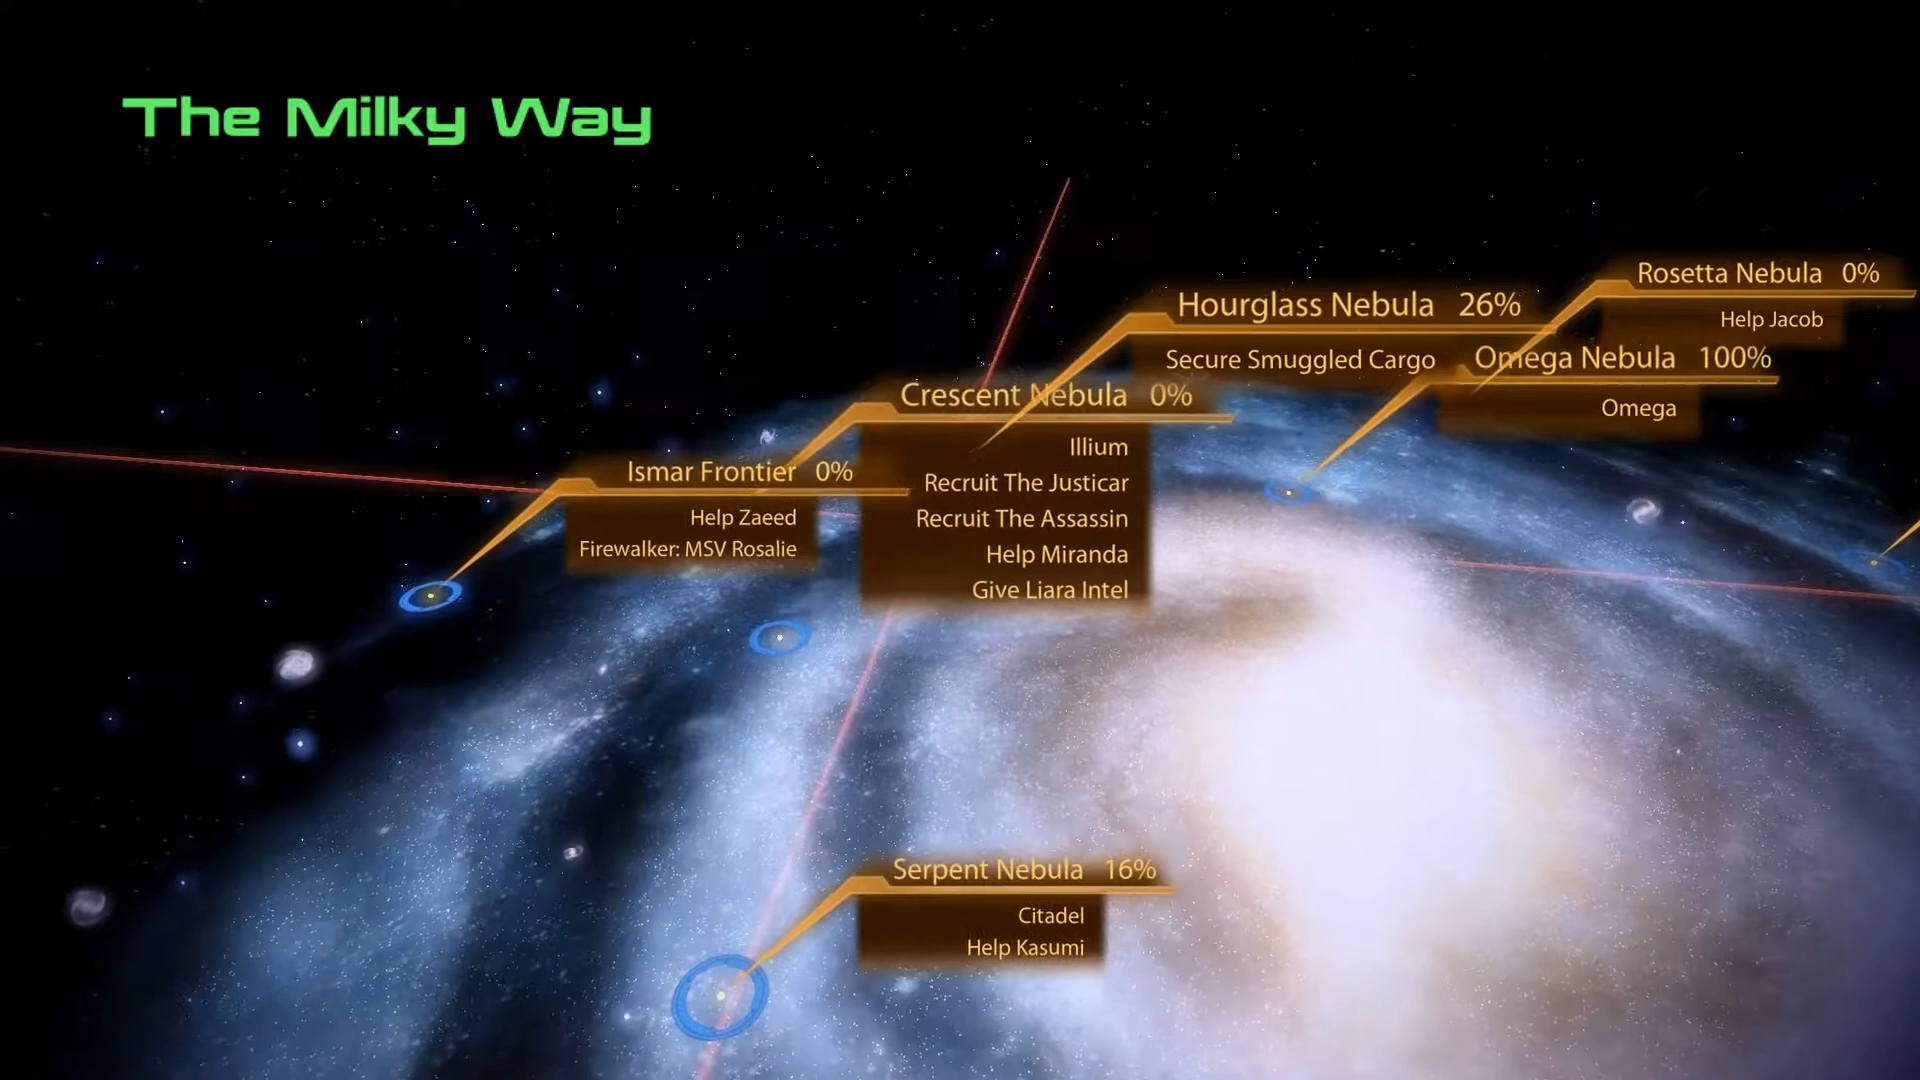 The Milky Way
Rosetta Nebula 0%
Help Jacob
Hourglass Nebula 26%
Secure Smuggled Cargo
Omega Nebula 100%
Omega
Crescent Nebula 0%
Illium
Recruit The Justicar
Recruit The Assassin
Help Miranda
Give Liara Intel
Ismar Frontier 0%
Help Zaeed
Firewalker: MSV Rosalie
Serpent Nebula 16%
Citadel
Help Kasumi